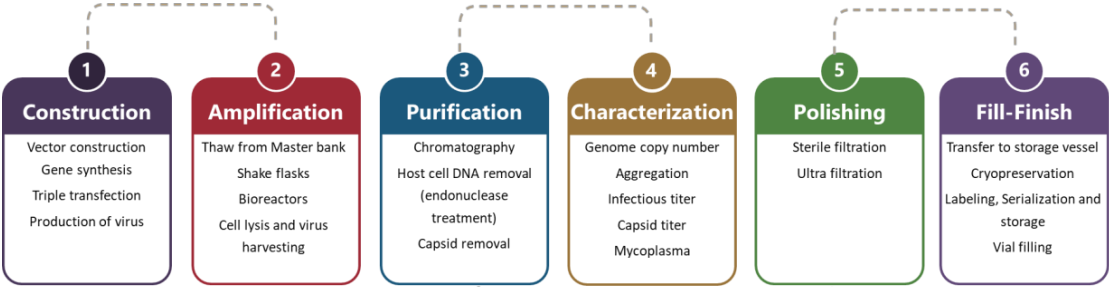 1
Construction
Vector construction
Gene synthesis
Triple transfection
Production of virus
2
Amplification
Thaw from Master bank
Shake flasks
Bioreactors
Cell lysis and virus
harvesting
3
Purification
Chromatography
Host cell DNA removal
(endonuclease
treatment)
Capsid removal
4
Characterization
Genome copy number
Aggregation
Infectious titer
Capsid titer
Mycoplasma
5
Polishing
Sterile filtration
Ultra filtration
6
Fill-Finish
Transfer to storage vessel
Cryopreservation
Labeling, Serialization and
storage
Vial filling